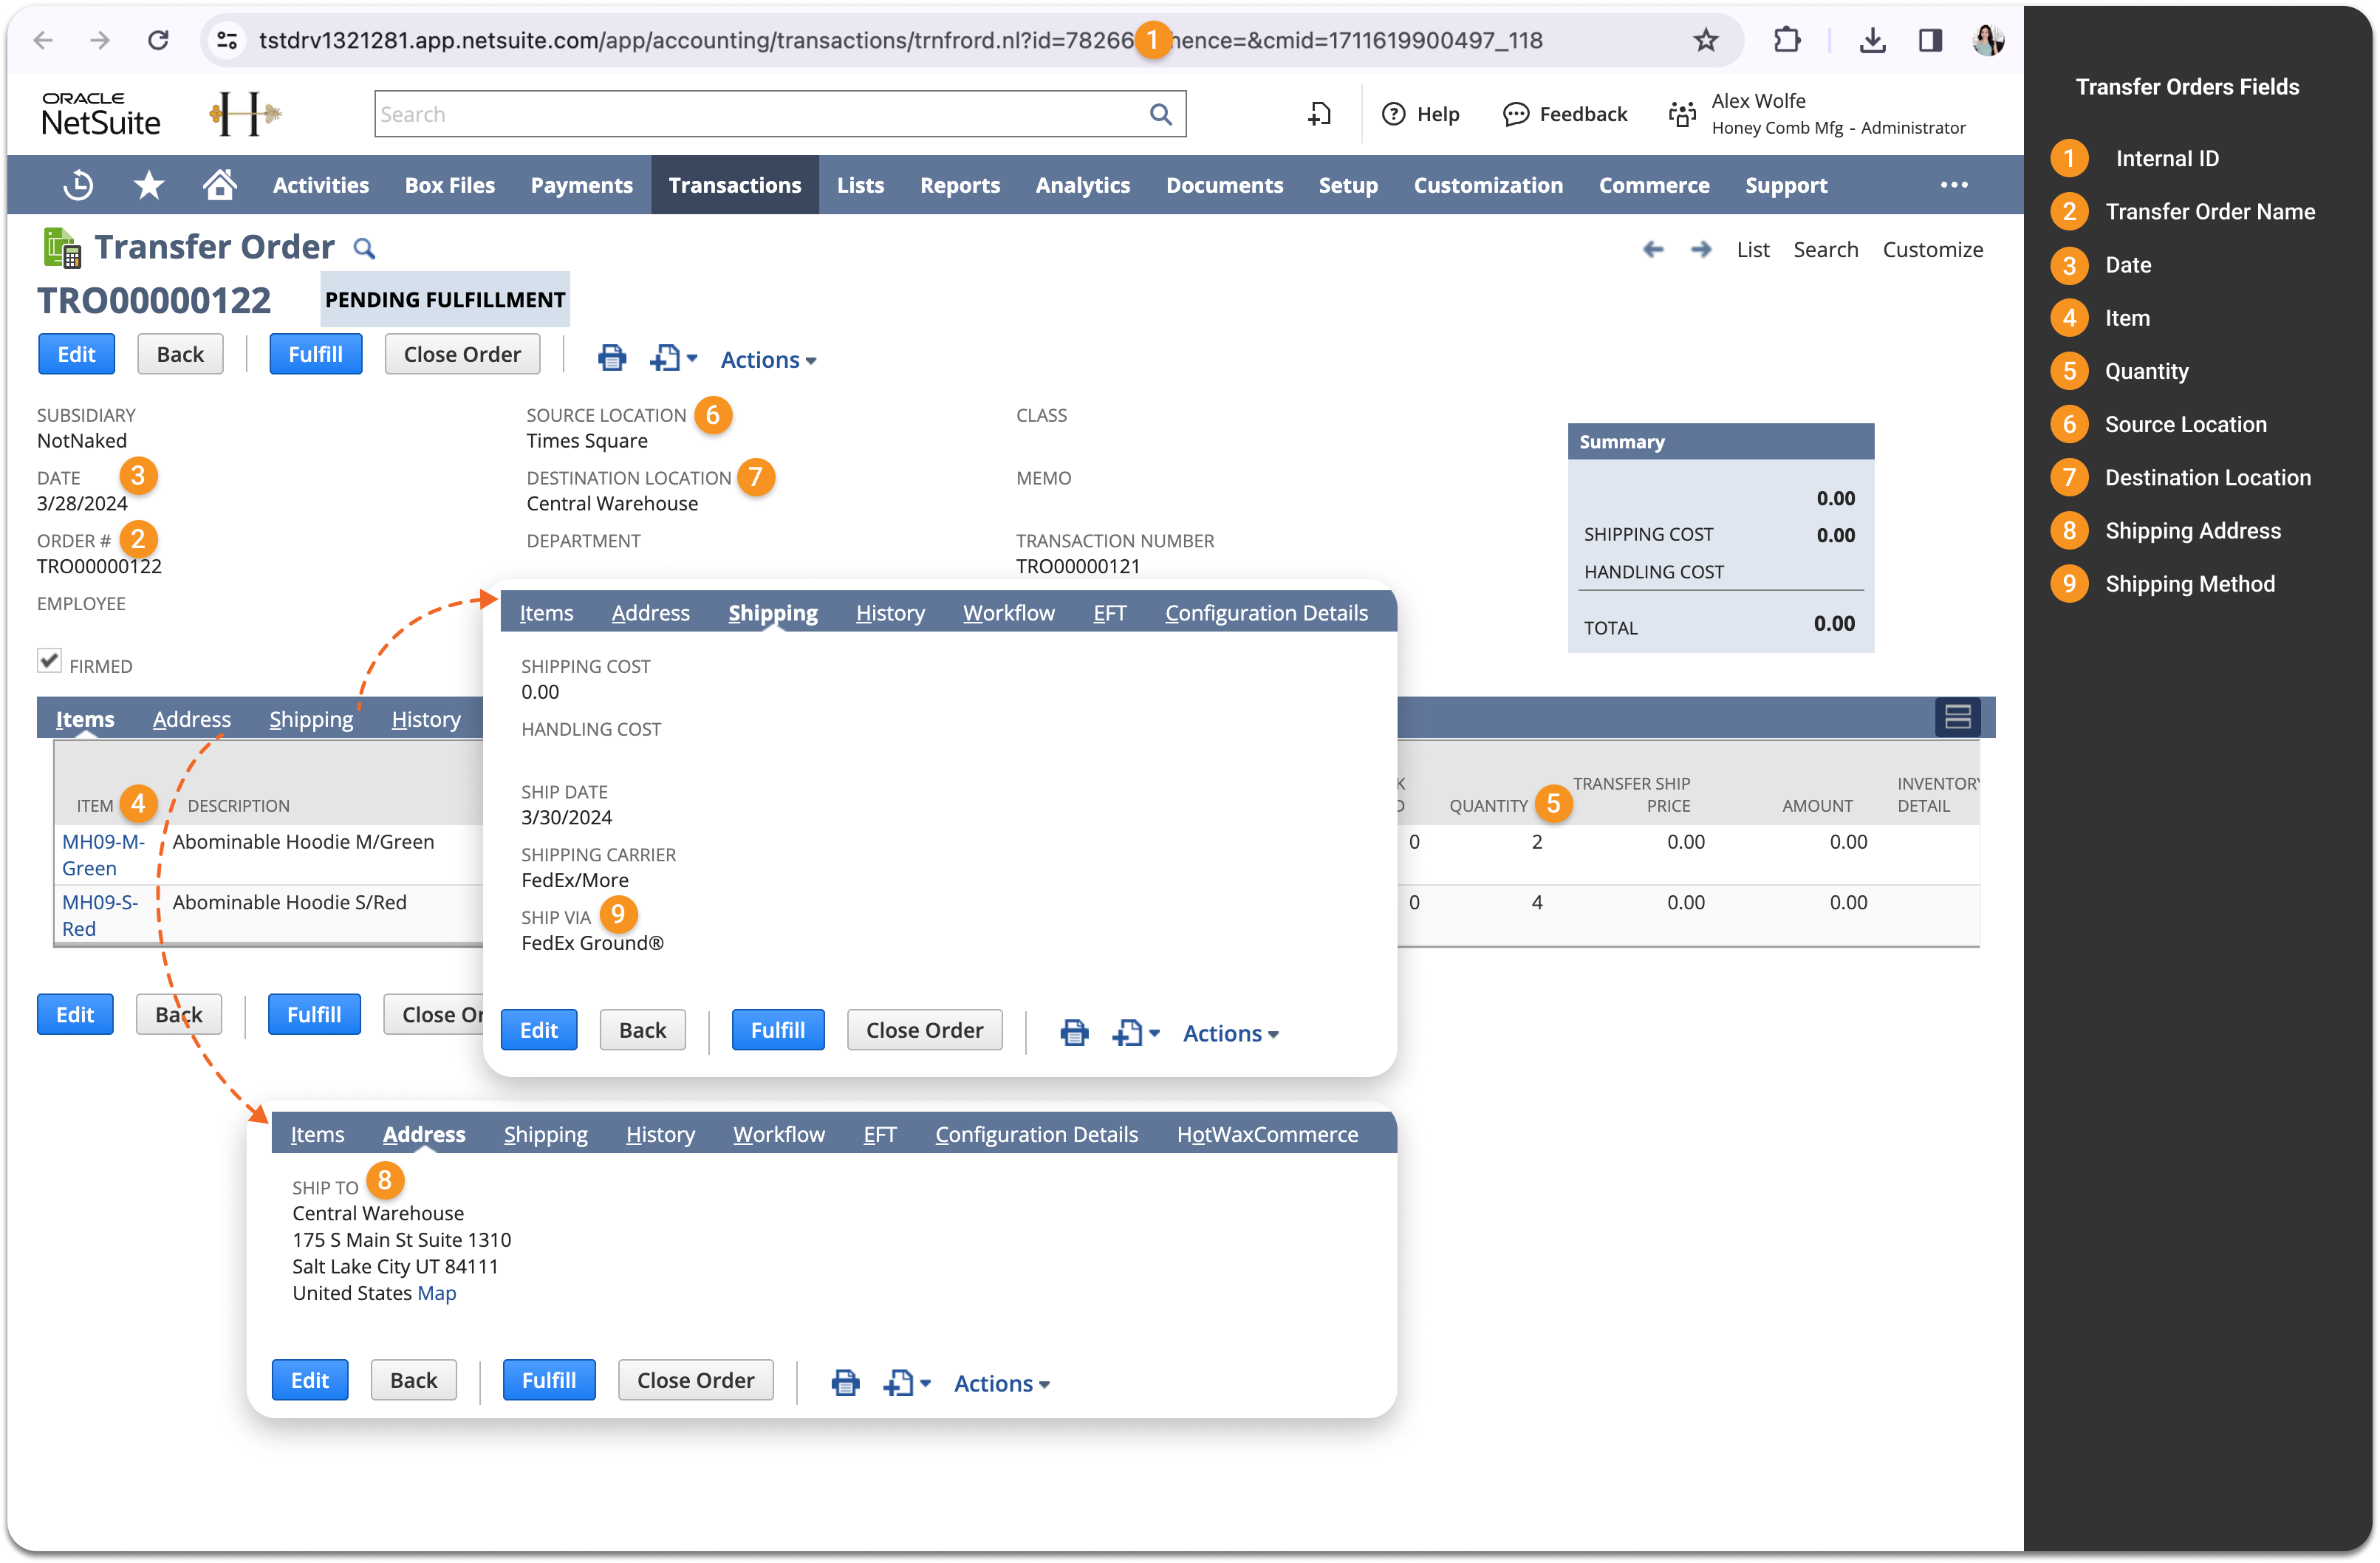 tstdrv1321281.app.netsuite.com/app/accounting/transactions/trnfrord.nl?id=78266 1 hence=&cmid=1711619900497_118
ORACLE
NetSuite
H
Search
Help
Feedback
Alex Wolfe
Honey Comb Mfg - Administrator
Activities Box Files Payments Transactions Lists Reports Analytics Documents Setup Customization Commerce Support
Transfer Order
List Search Customize
TRO00000122 PENDING FULFILLMENT
Edit Back Fulfill Close Order Actions
SUBSIDIARY
NotNaked
DATE 3
3/28/2024
ORDER # 2
TRO00000122
EMPLOYEE
FIRMED
SOURCE LOCATION 6
Times Square
DESTINATION LOCATION 7
Central Warehouse
DEPARTMENT
CLASS
MEMO
TRANSACTION NUMBER
TRO00000121
Summary
0.00
SHIPPING COST 0.00
HANDLING COST
TOTAL 0.00
Items Address Shipping History
ITEM 4 DESCRIPTION
K
D QUANTITY 5 TRANSFER SHIP PRICE AMOUNT INVENTORY DETAIL
MH09-M-Green Abominable Hoodie M/Green 0 2 0.00 0.00
MH09-S-Red Abominable Hoodie S/Red 0 4 0.00 0.00
Edit Back Fulfill Close Or
Items Address Shipping History Workflow EFT Configuration Details
SHIPPING COST
0.00
HANDLING COST
SHIP DATE
3/30/2024
SHIPPING CARRIER
FedEx/More
SHIP VIA 9
FedEx Ground®
Edit Back Fulfill Close Order Actions
Items Address Shipping History Workflow EFT Configuration Details HotWaxCommerce
SHIP TO 8
Central Warehouse
175 S Main St Suite 1310
Salt Lake City UT 84111
United States Map
Edit Back Fulfill Close Order Actions
Transfer Orders Fields
1 Internal ID
2 Transfer Order Name
3 Date
4 Item
5 Quantity
6 Source Location
7 Destination Location
8 Shipping Address
9 Shipping Method